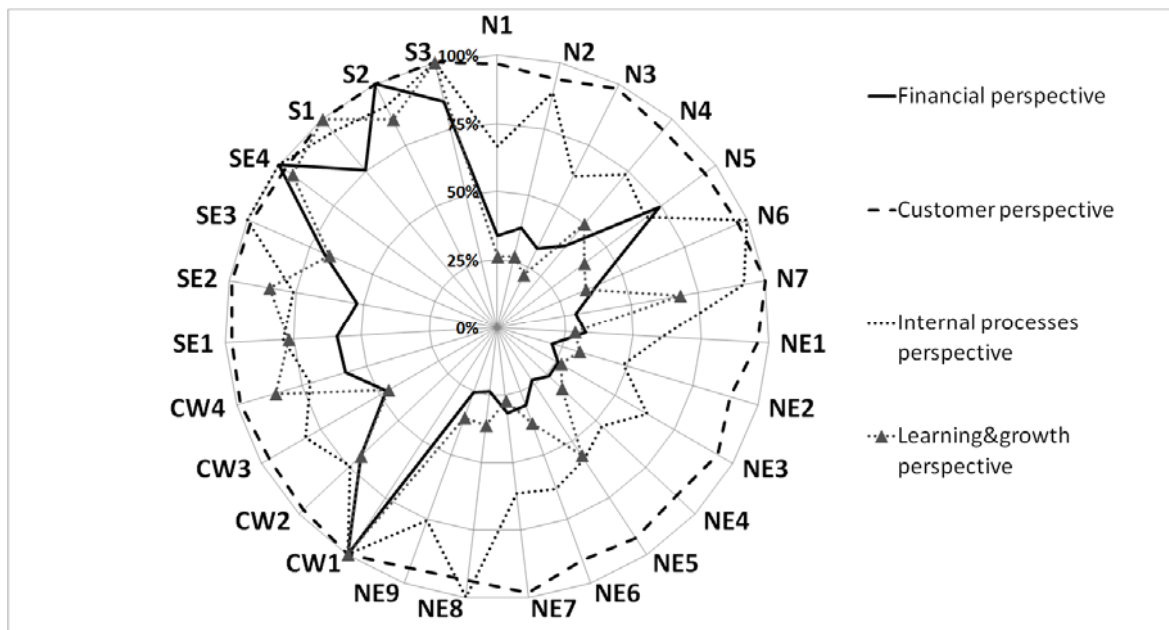 N1
N2
N3
N4
N5
N6
N7
NE1
NE2
NE3
NE4
NE5
NE6
NE7
NE8
NE9
CW1
CW2
CW3
CW4
SE1
SE2
SE3
SE4
S1
S2
S3
100%
75%
50%
25%
0%
Financial perspective
Customer perspective
Internal processes
perspective
Learning&growth
perspective